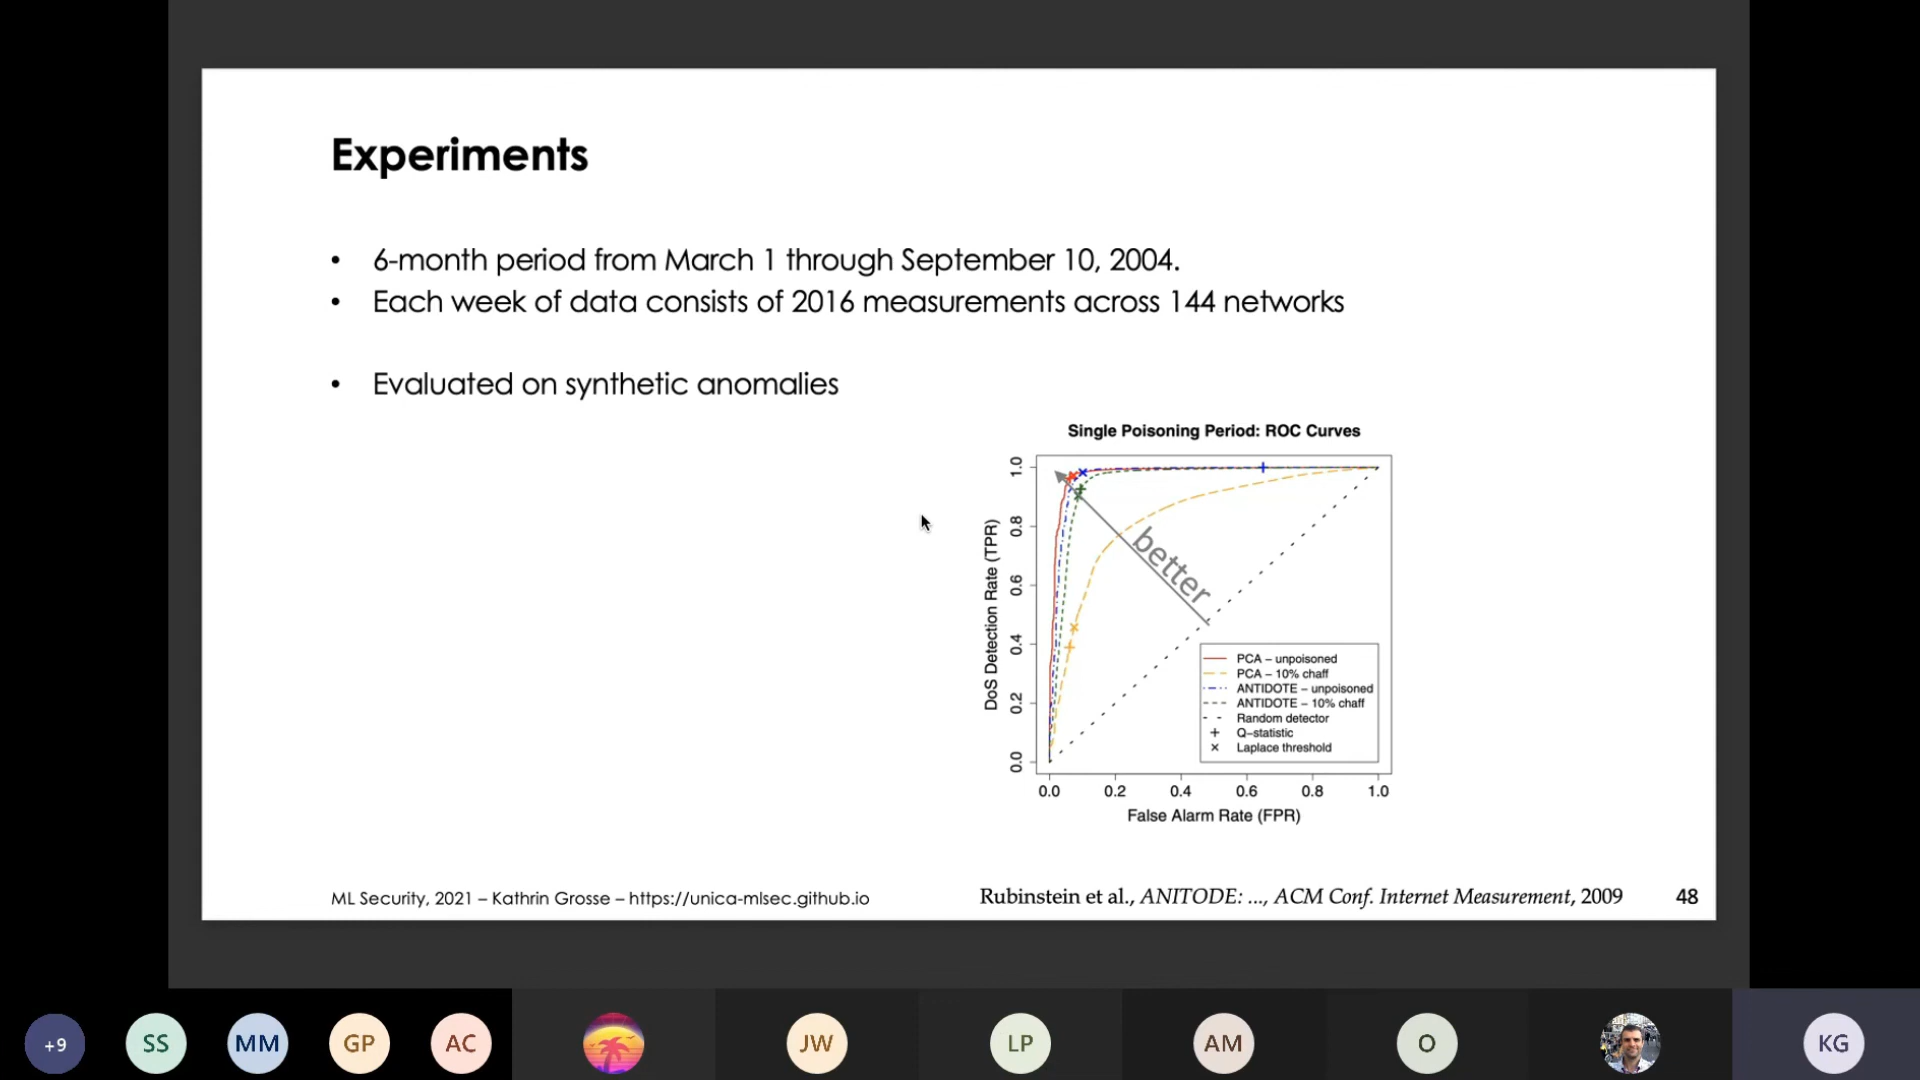 Experiments
• 6-month period from March 1 through September 10, 2004.
• Each week of data consists of 2016 measurements across 144 networks
• Evaluated on synthetic anomalies
Single Poisoning Period: ROC Curves
DoS Detection Rate (TPR)
1.0
0.8
0.6
0.4
0.2
0.0
better
PCA – unpoisoned
PCA – 10% chaff
ANTIDOTE – unpoisoned
ANTIDOTE – 10% chaff
Random detector
Q–statistic
Laplace threshold
0.0 0.2 0.4 0.6 0.8 1.0
False Alarm Rate (FPR)
ML Security, 2021 – Kathrin Grosse – https://unica-mlsec.github.io
Rubinstein et al., ANITODE: ..., ACM Conf. Internet Measurement, 2009
48
+9 SS MM GP AC JW LP AM O KG